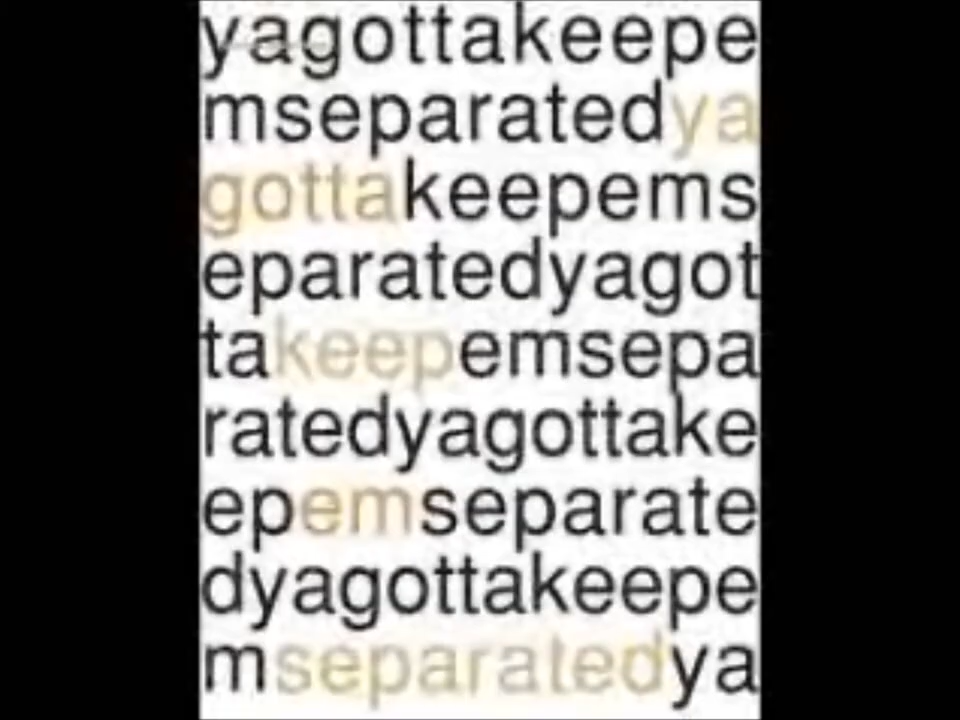 yagottakeepe
mseparatedya
gottakeepems
eparatedyagot
takeepemsepa
ratedyagottake
epemseparate
dyagottakeepe
mseparatedya